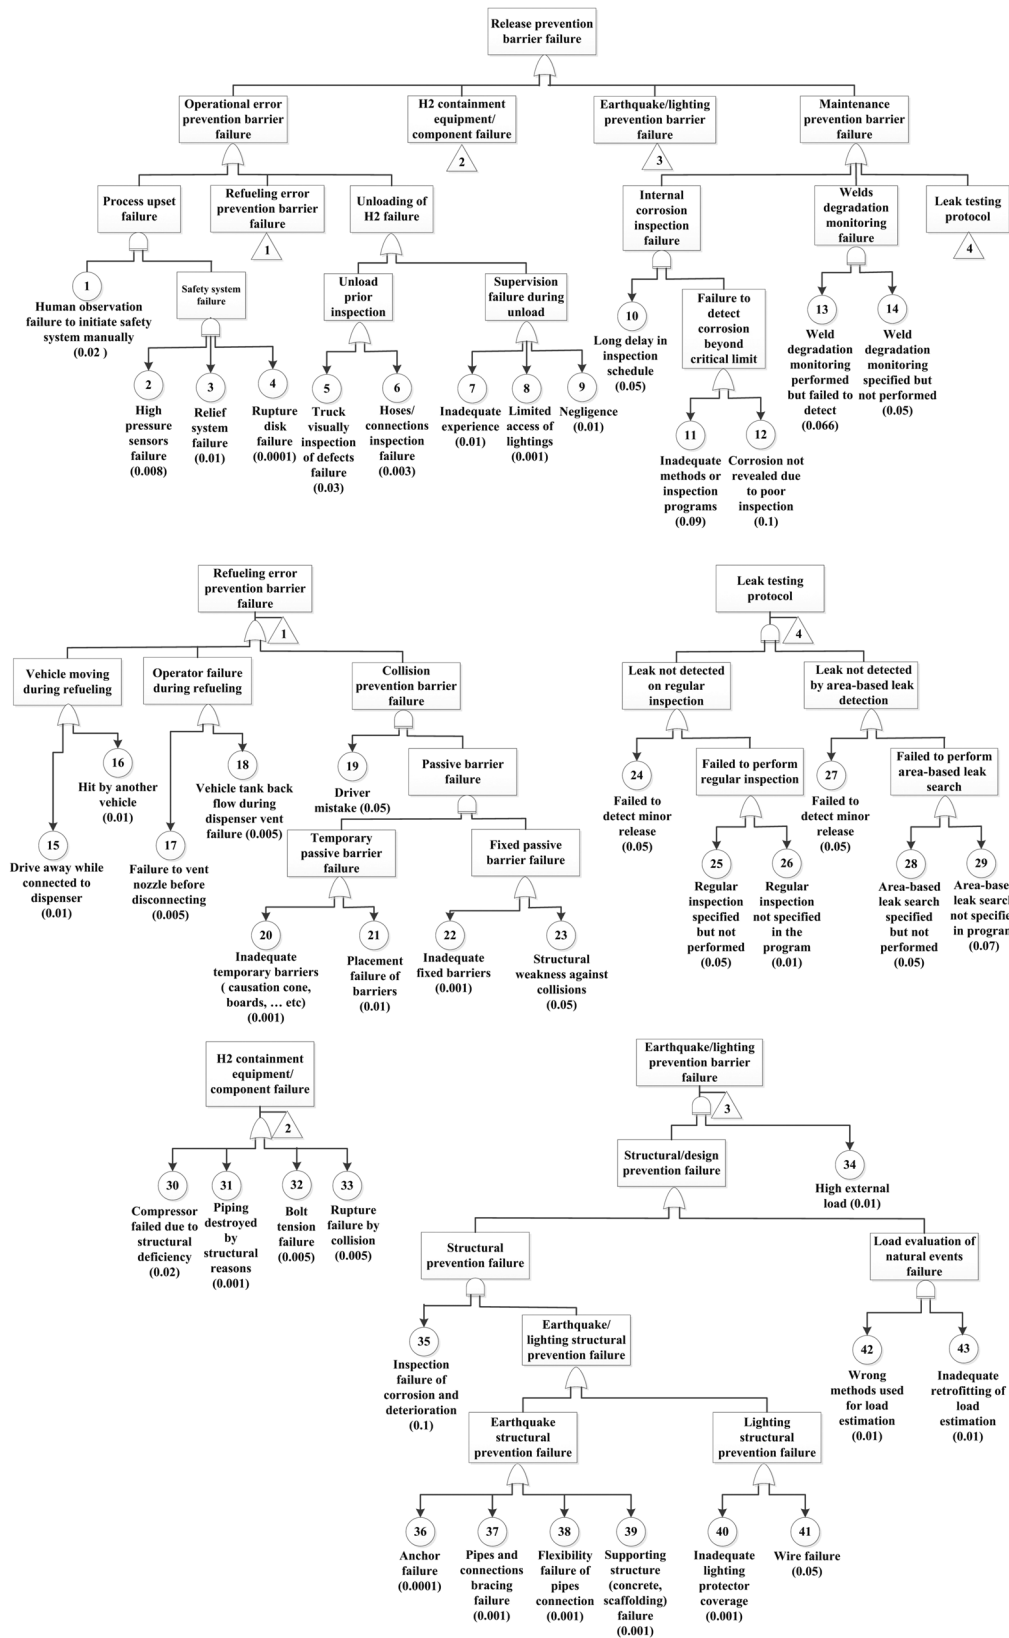 Release prevention
barrier failure
Operational error
prevention barrier
failure
H2 containment
equipment/
component failure
Earthquake/lighting
prevention barrier
failure
Maintenance
prevention barrier
failure
2
3
Process upset
failure
Refueling error
prevention barrier
failure
Unloading of
H2 failure
Internal
corrosion
inspection
failure
Welds
degradation
monitoring
failure
Leak testing
protocol
1
4
1
Human observation
failure to initiate safety
system manually
(0.02 )
Safety system
failure
Unload
prior
inspection
Supervision
failure during
unload
10
Long delay in
inspection
schedule
(0.05)
Failure to
detect
corrosion
beyond
critical limit
13
Weld
degradation
monitoring
performed
but failed to
detect
(0.066)
14
Weld
degradation
monitoring
specified but
not performed
(0.05)
2
High
pressure
sensors
failure
(0.008)
3
Relief
system
failure
(0.01)
4
Rupture
disk
failure
(0.0001)
5
Truck
visually
inspection
of defects
failure
(0.03)
6
Hoses/
connections
inspection
failure
(0.003)
7
Inadequate
experience
(0.01)
8
Limited
access of
lightings
(0.001)
9
Negligence
(0.01)
11
Inadequate
methods or
inspection
programs
(0.09)
12
Corrosion not
revealed due
to poor
inspection
(0.1)
Refueling error
prevention barrier
failure
1
Vehicle moving
during refueling
Operator failure
during refueling
Collision
prevention barrier
failure
16
Hit by another
vehicle
(0.01)
18
Vehicle tank back
flow during
dispenser vent
failure (0.005)
19
Driver
mistake (0.05)
Passive barrier
failure
15
Drive away while
connected to
dispenser
(0.01)
17
Failure to vent
nozzle before
disconnecting
(0.005)
Temporary
passive barrier
failure
Fixed passive
barrier failure
20
Inadequate
temporary barriers
( causation cone,
boards, ... etc)
(0.001)
21
Placement
failure of
barriers
(0.01)
22
Inadequate
fixed barriers
(0.001)
23
Structural
weakness against
collisions
(0.05)
Leak testing
protocol
4
Leak not detected
on regular
inspection
Leak not detected
by area-based leak
detection
24
Failed to
detect minor
release
(0.05)
Failed to perform
regular inspection
27
Failed to
detect minor
release
(0.05)
Failed to perform
area-based leak
search
25
Regular
inspection
specified
but not
performed
(0.05)
26
Regular
inspection
not specified
in the
program
(0.01)
28
Area-based
leak search
specified
but not
performed
(0.05)
29
Area-based
leak search
not specified
in program
(0.07)
H2 containment
equipment/
component failure
2
30
Compressor
failed due to
structural
deficiency
(0.02)
31
Piping
destroyed
by
structural
reasons
(0.001)
32
Bolt
tension
failure
(0.005)
33
Rupture
failure by
collision
(0.005)
Earthquake/lighting
prevention barrier
failure
3
Structural/design
prevention failure
34
High external
load (0.01)
Structural
prevention failure
Load evaluation of
natural events
failure
35
Inspection
failure of
corrosion and
deterioration
(0.1)
Earthquake/
lighting structural
prevention failure
42
Wrong
methods used
for load
estimation
(0.01)
43
Inadequate
retrofitting of
load
estimation
(0.01)
Earthquake
structural
prevention failure
Lighting
structural
prevention failure
36
Anchor
failure
(0.0001)
37
Pipes and
connections
bracing
failure
(0.001)
38
Flexibility
failure of
pipes
connection
(0.001)
39
Supporting
structure
(concrete,
scaffolding)
failure
(0.001)
40
Inadequate
lighting
protector
coverage
(0.001)
41
Wire failure
(0.05)